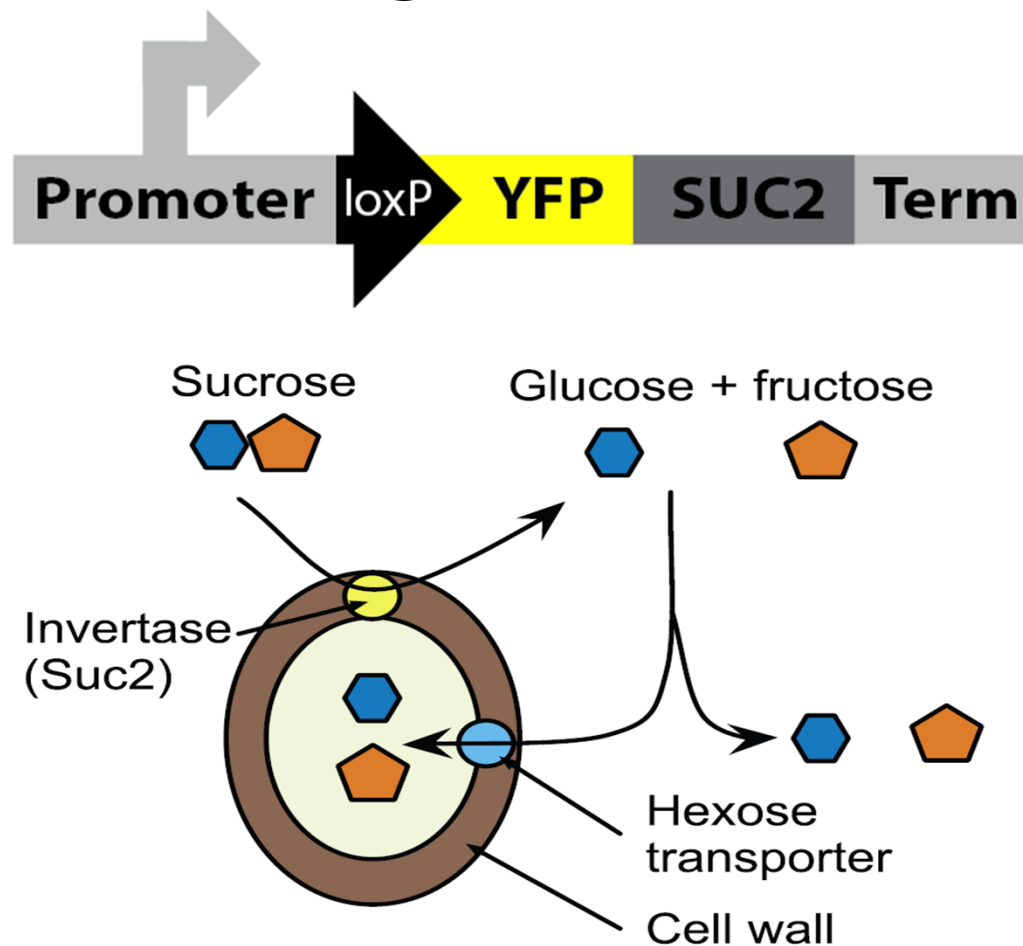 Promoter loxP YFP SUC2 Term
Sucrose
Glucose + fructose
Invertase
(Suc2)
Hexose
transporter
Cell wall